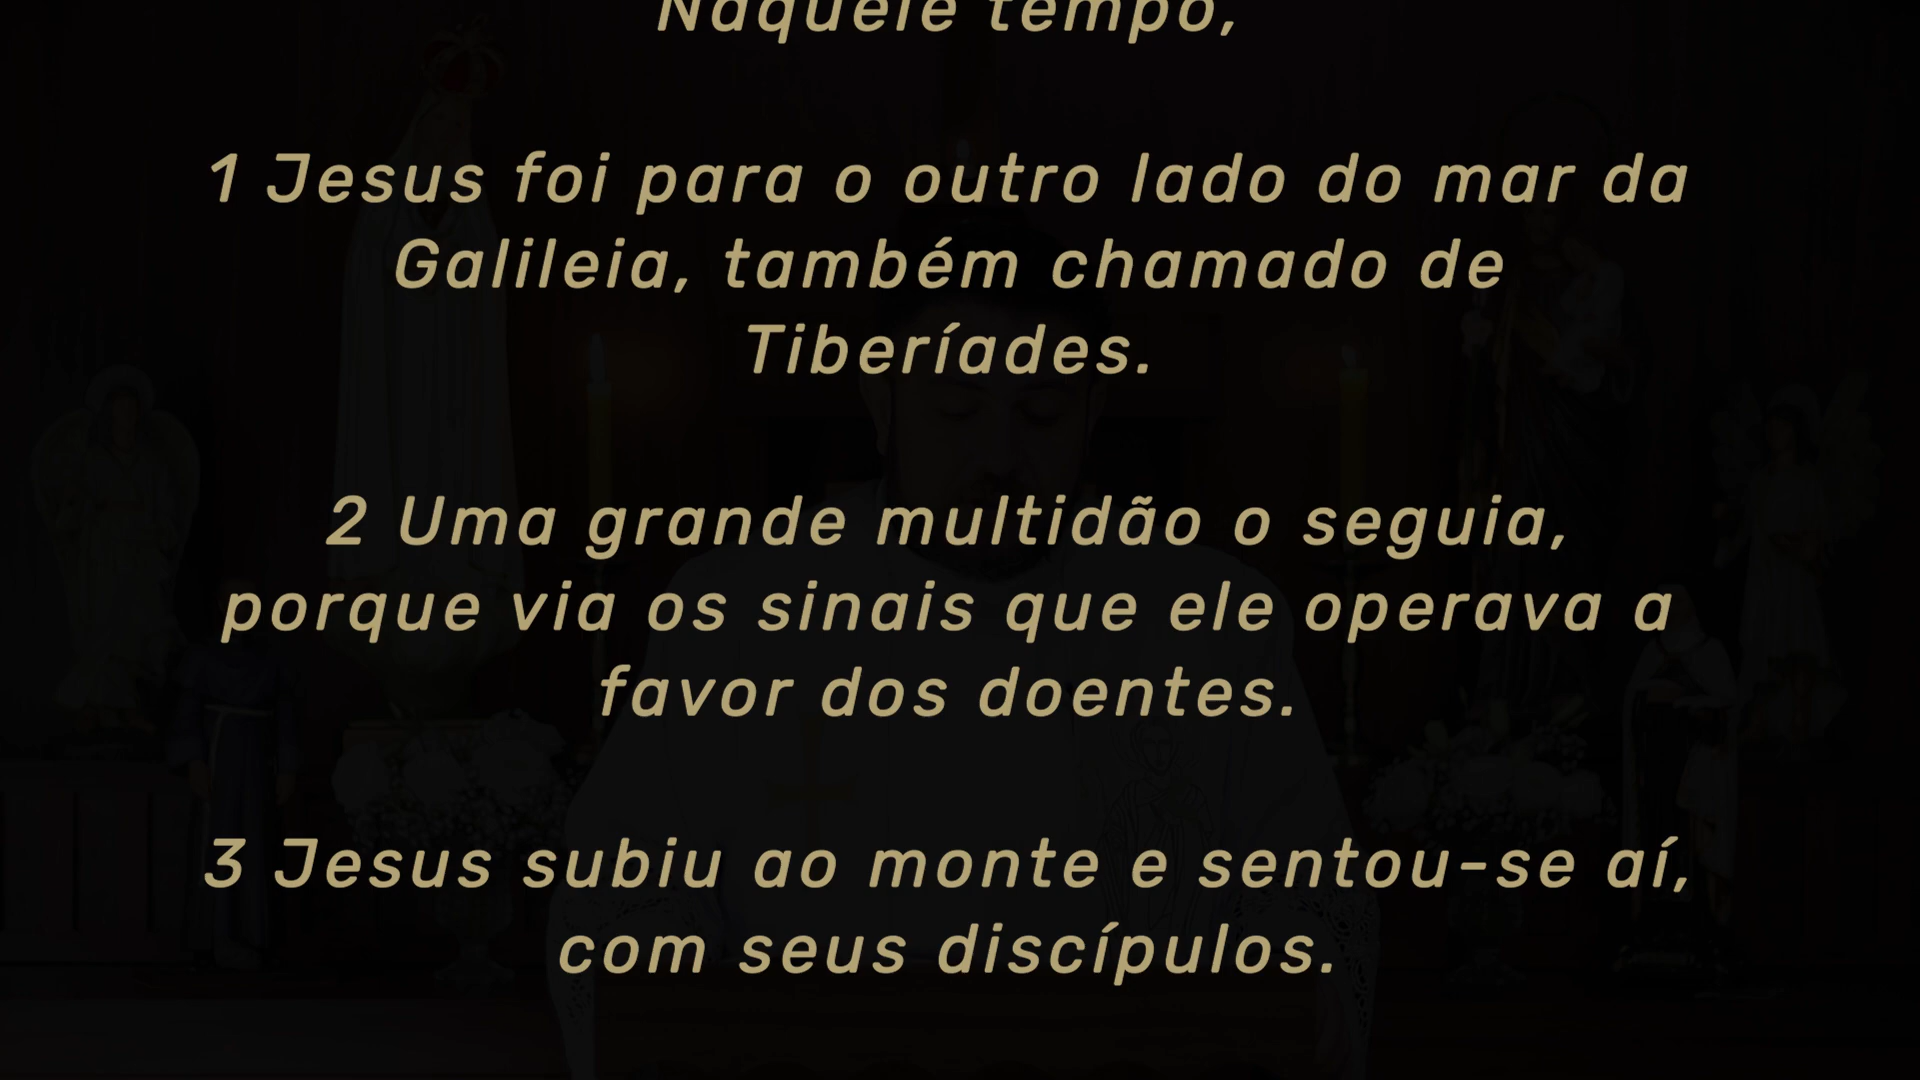 Naquele tempo,
1 Jesus foi para o outro lado do mar da
Galileia, também chamado de
Tiberíades.
2 Uma grande multidão o seguia,
porque via os sinais que ele operava a
favor dos doentes.
3 Jesus subiu ao monte e sentou-se aí,
com seus discípulos.